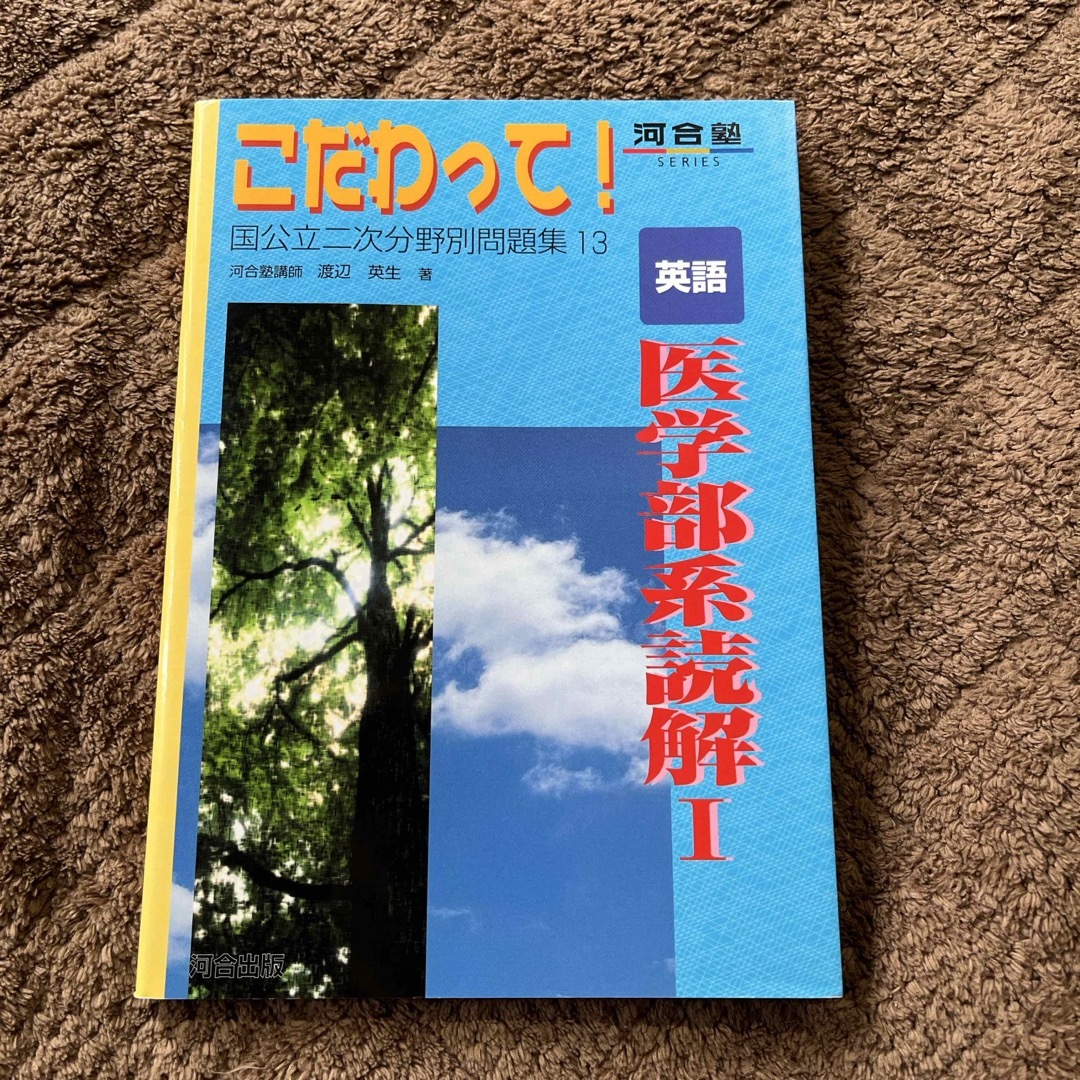 こだわって!
河合塾
SERIES
国公立二次分野別問題集 13
河合塾講師 渡辺 英生 著
英語
医学部系読解 I
河合出版